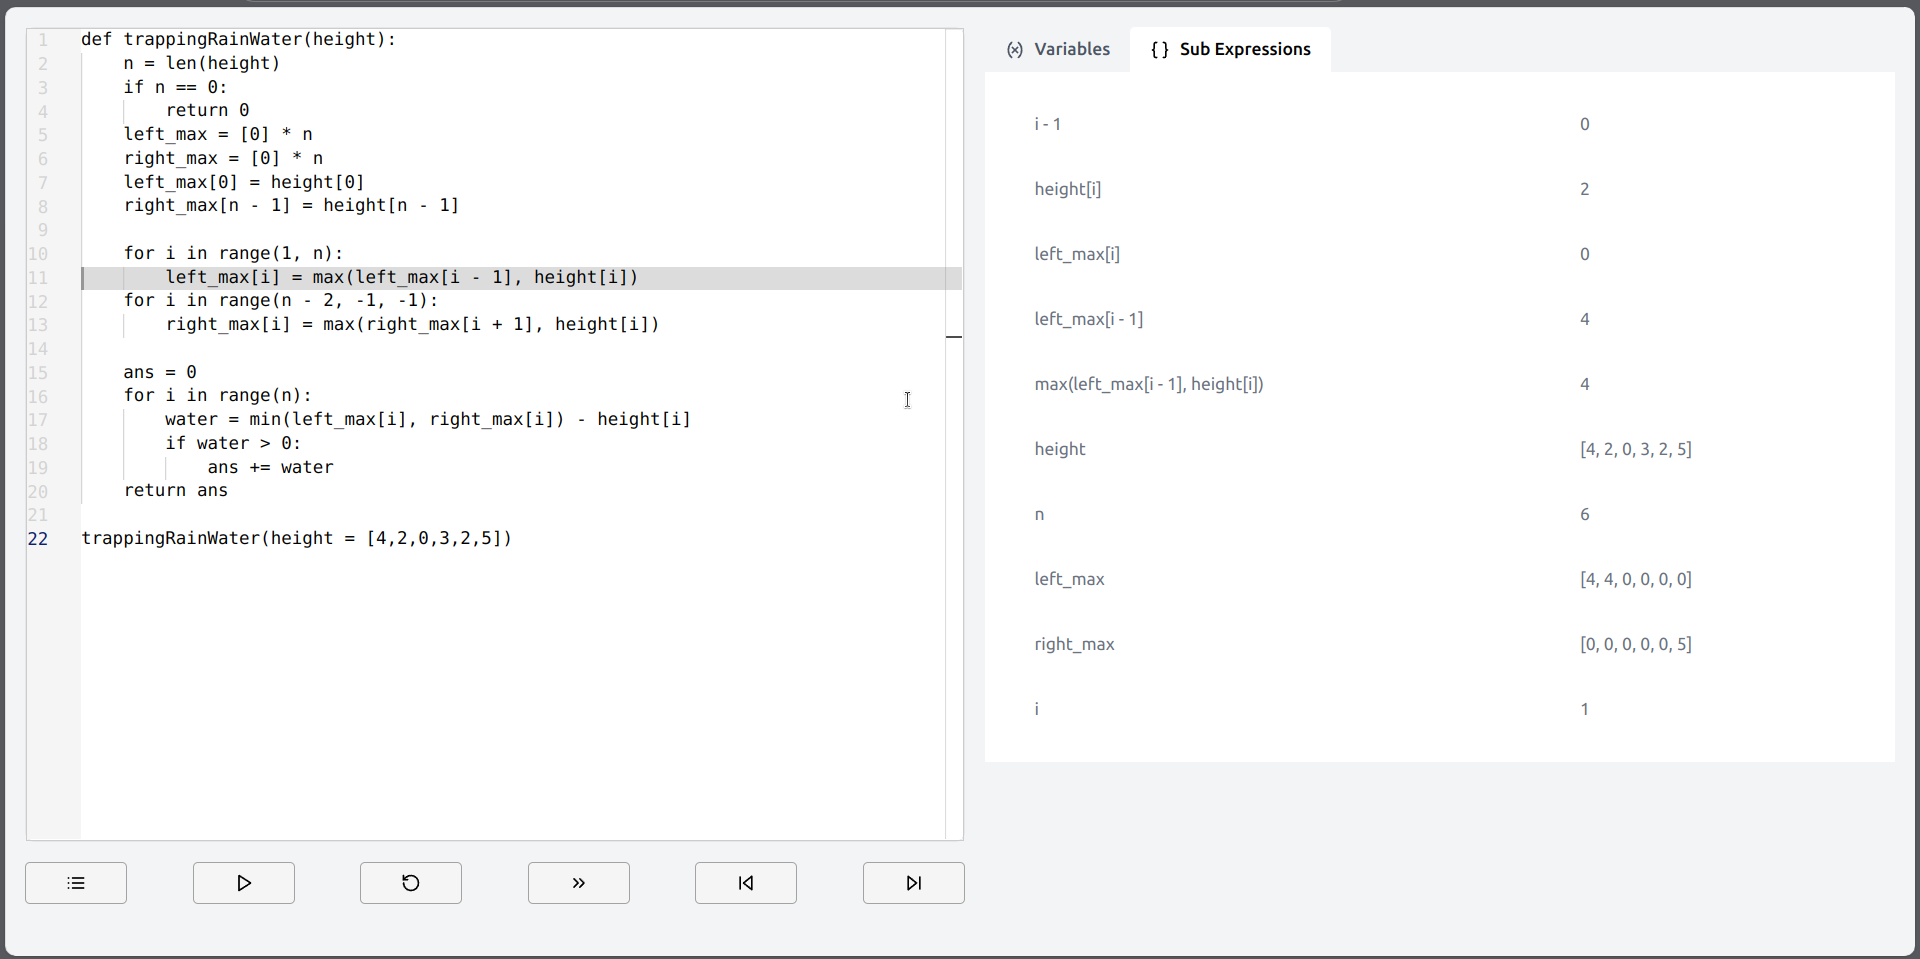 1 def trappingRainWater(height):
2     n = len(height)
3     if n == 0:
4         return 0
5     left_max = [0] * n
6     right_max = [0] * n
7     left_max[0] = height[0]
8     right_max[n - 1] = height[n - 1]
9
10     for i in range(1, n):
11         left_max[i] = max(left_max[i - 1], height[i])
12     for i in range(n - 2, -1, -1):
13         right_max[i] = max(right_max[i + 1], height[i])
14
15     ans = 0
16     for i in range(n):
17         water = min(left_max[i], right_max[i]) - height[i]
18         if water > 0:
19             ans += water
20     return ans
21
22 trappingRainWater(height = [4,2,0,3,2,5])
(x) Variables {} Sub Expressions
i - 1 0
height[i] 2
left_max[i] 0
left_max[i - 1] 4
max(left_max[i - 1], height[i]) 4
height [4, 2, 0, 3, 2, 5]
n 6
left_max [4, 4, 0, 0, 0, 0]
right_max [0, 0, 0, 0, 0, 5]
i 1